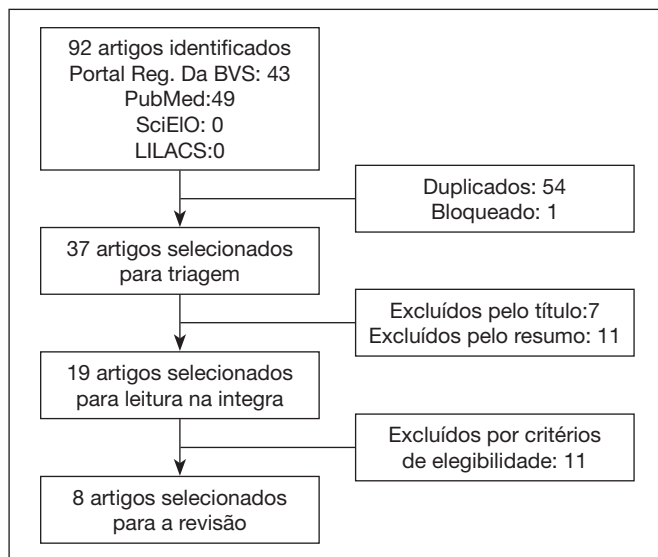 92 artigos identificados
Portal Reg. Da BVS: 43
PubMed:49
SciElO: 0
LILACS:0
Duplicados: 54
Bloqueado: 1
37 artigos selecionados
para triagem
Excluídos pelo título:7
Excluídos pelo resumo: 11
19 artigos selecionados
para leitura na integra
Excluídos por critérios
de elegibilidade: 11
8 artigos selecionados
para a revisão